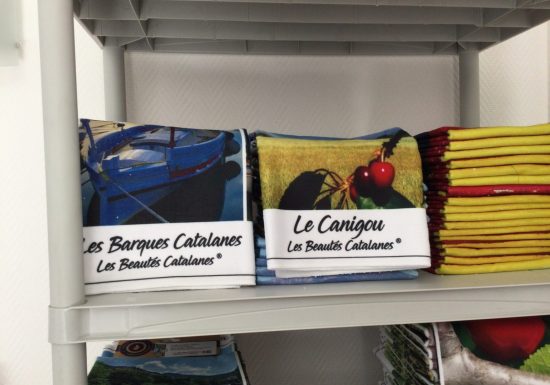 Les Barques Catalanes
Les Beautés Catalanes ®
Le Canigou
Les Beautés Catalanes ®